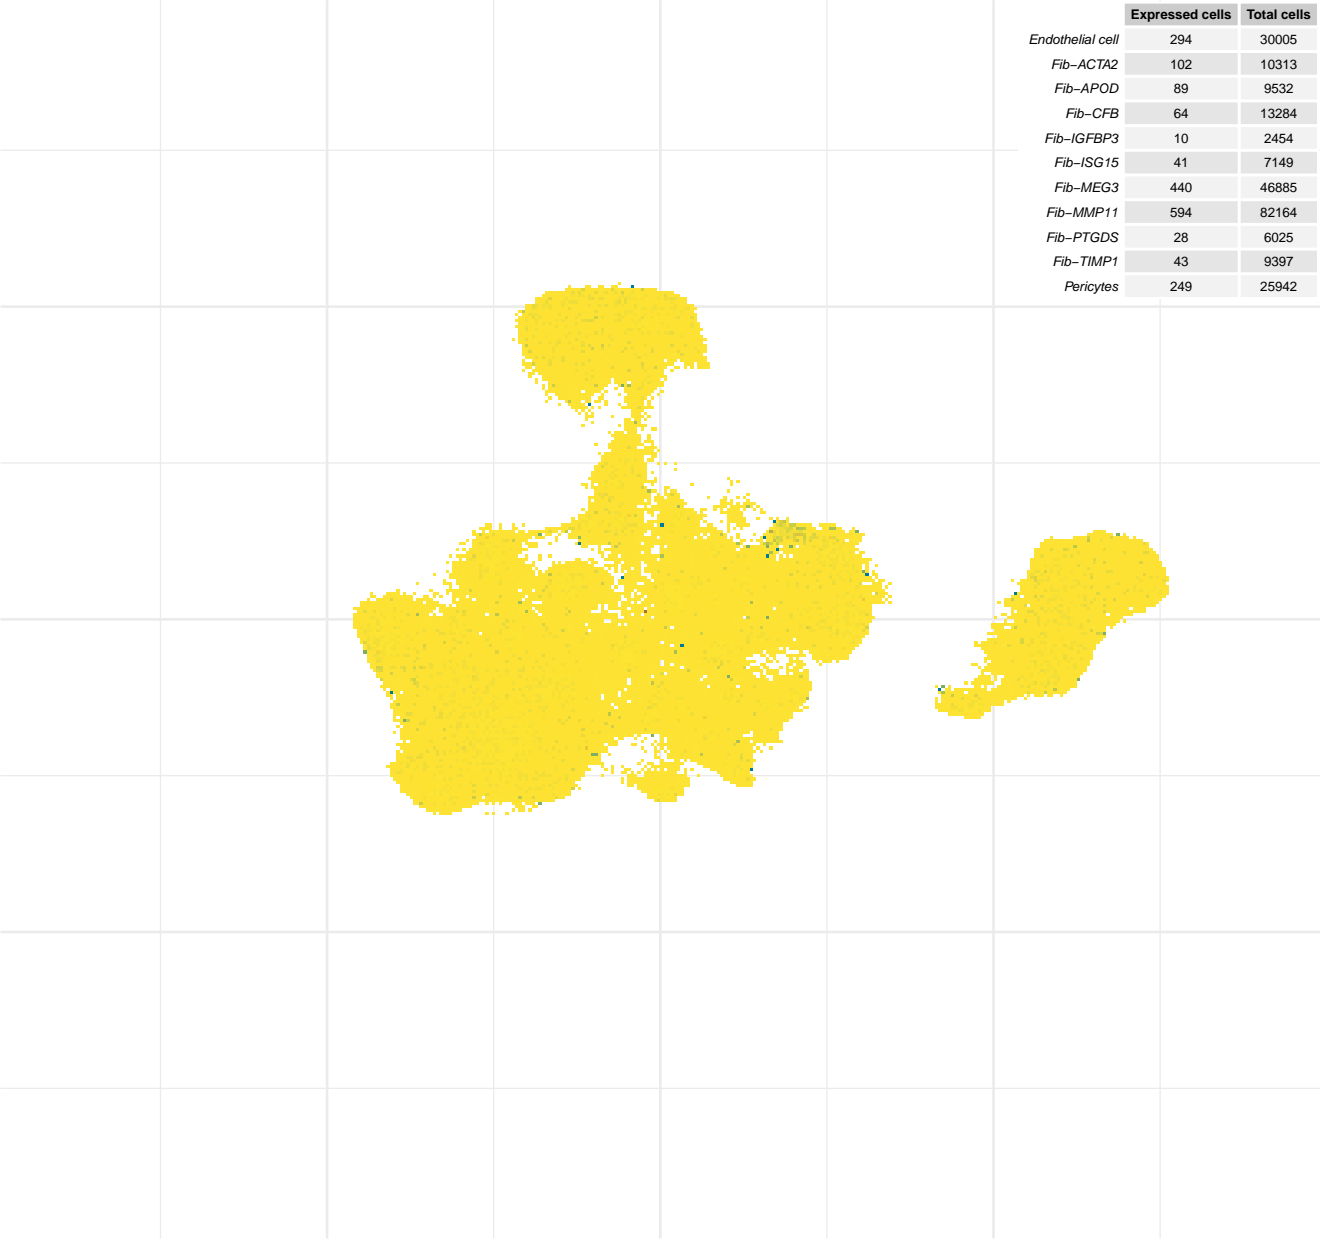 Expressed cells Total cells
Endothelial cell 294 30005
Fib−ACTA2 102 10313
Fib−APOD 89 9532
Fib−CFB 64 13284
Fib−IGFBP3 10 2454
Fib−ISG15 41 7149
Fib−MEG3 440 46885
Fib−MMP11 594 82164
Fib−PTGDS 28 6025
Fib−TIMP1 43 9397
Pericytes 249 25942